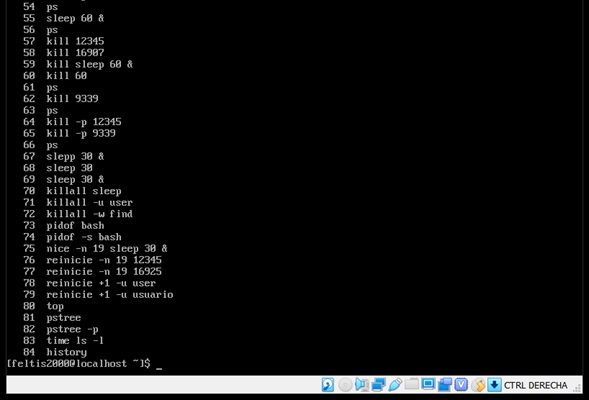 54 ps
55 sleep 60 &
56 ps
57 kill 12345
58 kill 16907
59 kill sleep 60 &
60 kill 60
61 ps
62 kill 9339
63 ps
64 kill -p 12345
65 kill -p 9339
66 ps
67 slepp 30 &
68 sleep 30
69 sleep 30 &
70 killall sleep
71 killall -u user
72 killall -w find
73 pidof bash
74 pidof -s bash
75 nice -n 19 sleep 30 &
76 reinicie -n 19 12345
77 reinicie -n 19 16925
78 reinicie +1 -u user
79 reinicie +1 -u usuario
80 top
81 pstree
82 pstree -p
83 time ls -l
84 history
[feltis2000@localhost ~]$ _
CTRL DERECHA